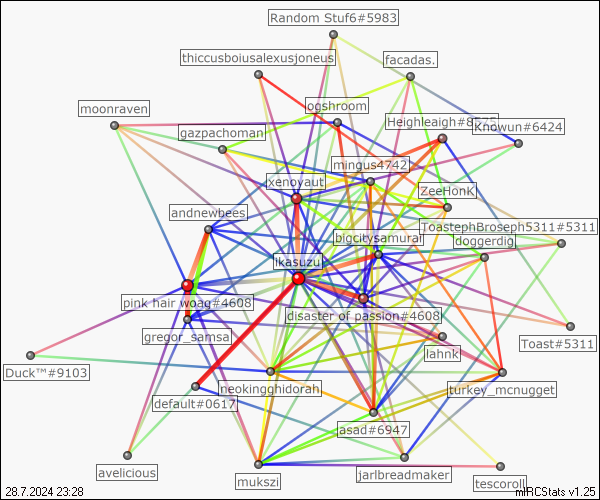 Random Stuf6#5983
thiccusboiusalexusjoneus
facadas.
moonraven
ogshroom
Heighleaigh#8575
Knowun#6424
gazpachoman
mingus4742
xenoyaut
ZeeHonK
andnewbees
ToastephBroseph5311#5311
bigcitysamurai
doggerdig
ikasuzu
pink hair woag#4608
disaster of passion#4608
gregor_samsa
lahnk
Toast#5311
Duck™#9103
neokingghidorah
turkey_mcnugget
default#0617
asad#6947
avelicious
mukszi
jarlbreadmaker
tescoroll
28.7.2024 23:28
mIRCStats v1.25